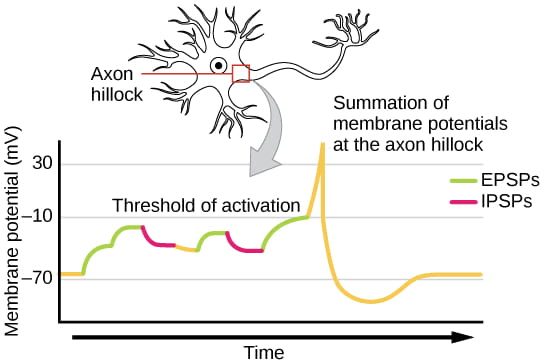 Axon
hillock
Summation of
membrane potentials
at the axon hillock
Membrane potential (mV)
30
–10
–70
Threshold of activation
EPSPs
IPSPs
Time